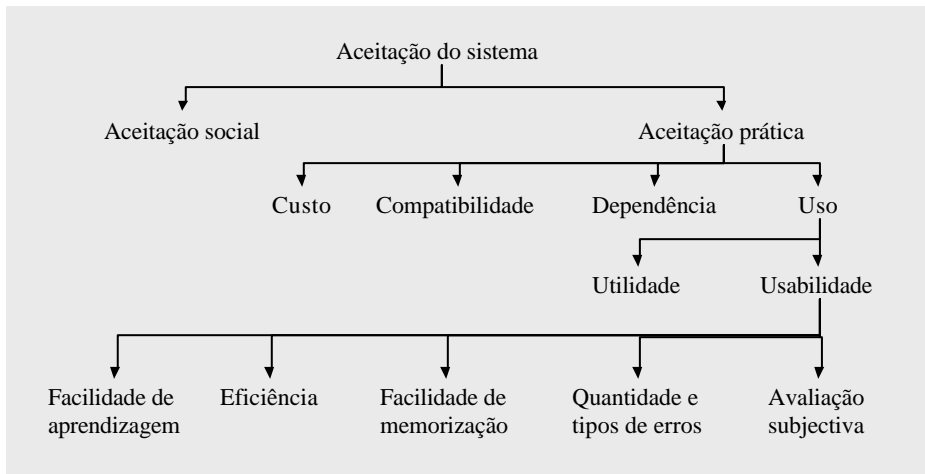 Aceitação do sistema
Aceitação social
Aceitação prática
Custo
Compatibilidade
Dependência
Uso
Utilidade
Usabilidade
Facilidade de
aprendizagem
Eficiência
Facilidade de
memorização
Quantidade e
tipos de erros
Avaliação
subjectiva